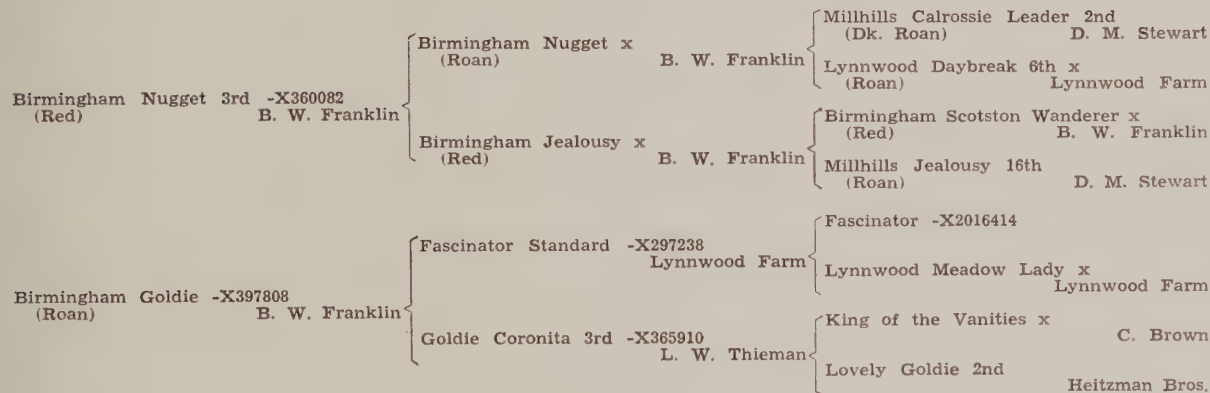 Millhills Calrossie Leader 2nd
(Dk. Roan) D. M. Stewart
Birmingham Nugget x
(Roan) B. W. Franklin
Lynnwood Daybreak 6th x
(Roan) Lynnwood Farm
Birmingham Nugget 3rd -X360082
(Red) B. W. Franklin
Birmingham Scotston Wanderer x
(Red) B. W. Franklin
Birmingham Jealousy x
(Red) B. W. Franklin
Millhills Jealousy 16th
(Roan) D. M. Stewart
Fascinator -X2016414
Fascinator Standard -X297238
Lynnwood Farm
Lynnwood Meadow Lady x
Lynnwood Farm
Birmingham Goldie -X397808
(Roan) B. W. Franklin
King of the Vanities x
C. Brown
Goldie Coronita 3rd -X365910
L. W. Thieman
Lovely Goldie 2nd
Heitzman Bros.